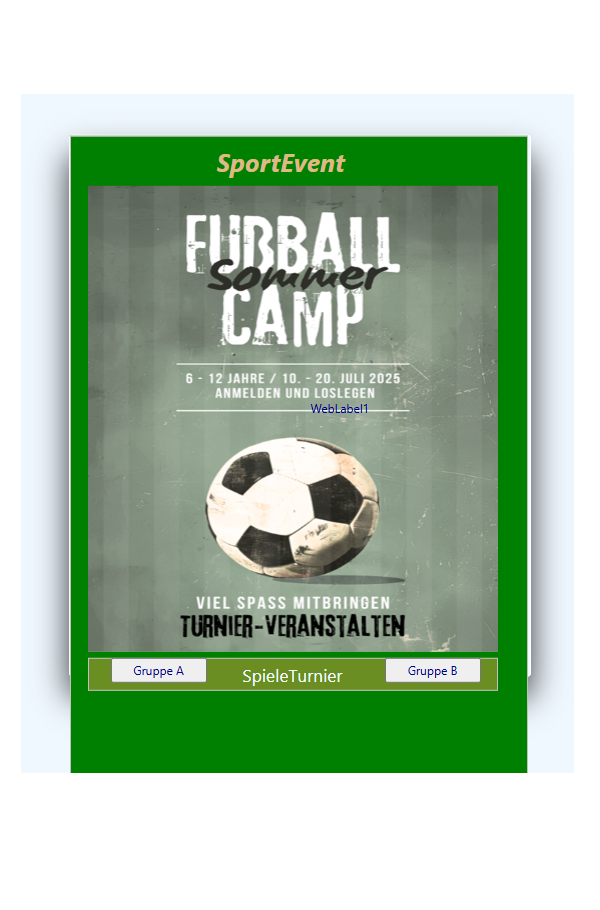 SportEvent
FUßBALL
Sommer
CAMP
6 - 12 JAHRE / 10. - 20. JULI 2025
ANMELDEN UND LOSLEGEN
WebLabel1
VIEL SPASS MITBRINGEN
TURNIER-VERANSTALTEN
Gruppe A
SpieleTurnier
Gruppe B